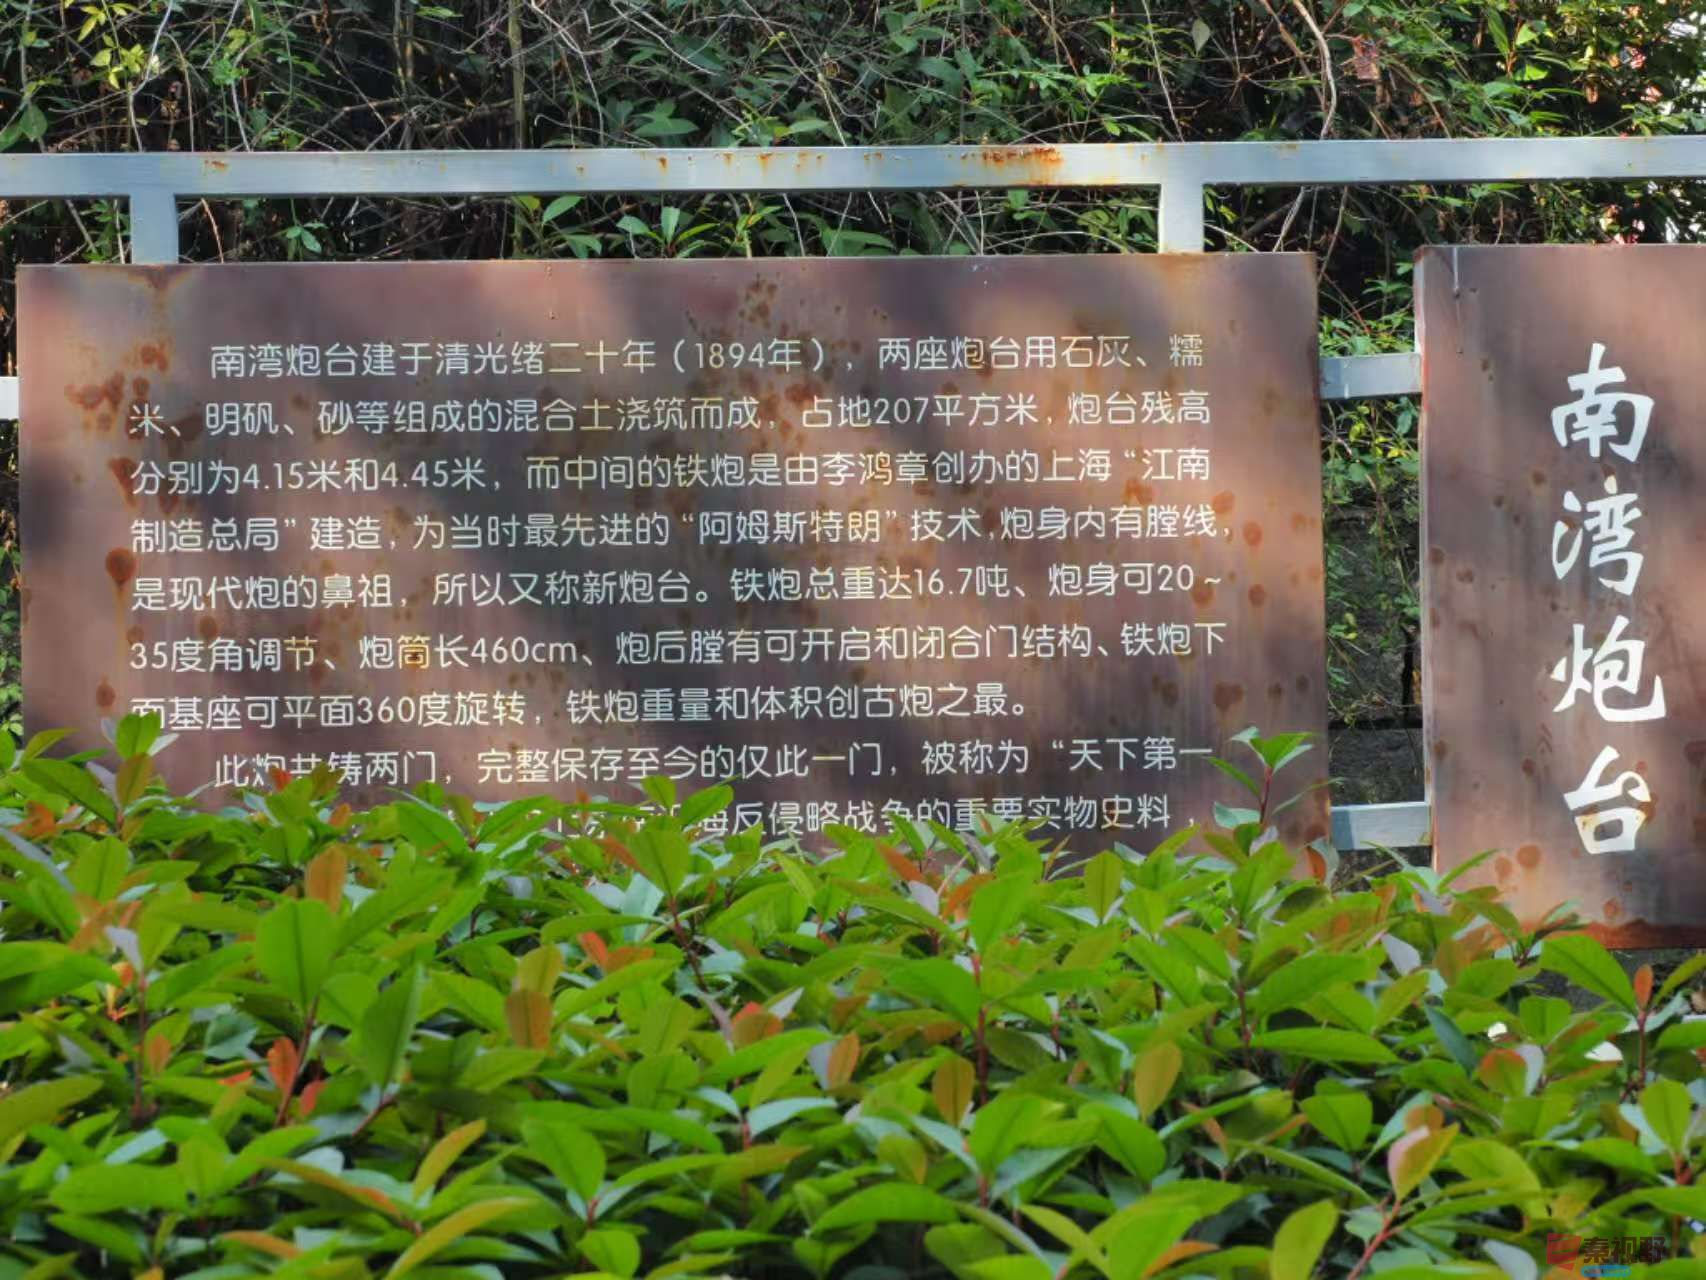 南湾炮台建于清光绪二十年（1894年），两座炮台用石灰、糯
米、明矾、砂等组成的混合土浇筑而成，占地207平方米，炮台残高
分别为4.15米和4.45米，而中间的铁炮是由李鸿章创办的上海“江南
制造总局”建造，为当时最先进的“阿姆斯特朗”技术，炮身内有膛线，
是现代炮的鼻祖，所以又称新炮台。铁炮总重达16.7吨、炮身可20~
35度角调节、炮筒长460cm、炮后膛有可开启和闭合门结构、铁炮下
面基座可平面360度旋转，铁炮重量和体积创古炮之最。
此炮共铸两门，完整保存至今的仅此一门，被称为“天下第一
海反侵略战争的重要实物史料，
南湾炮台
秦视野